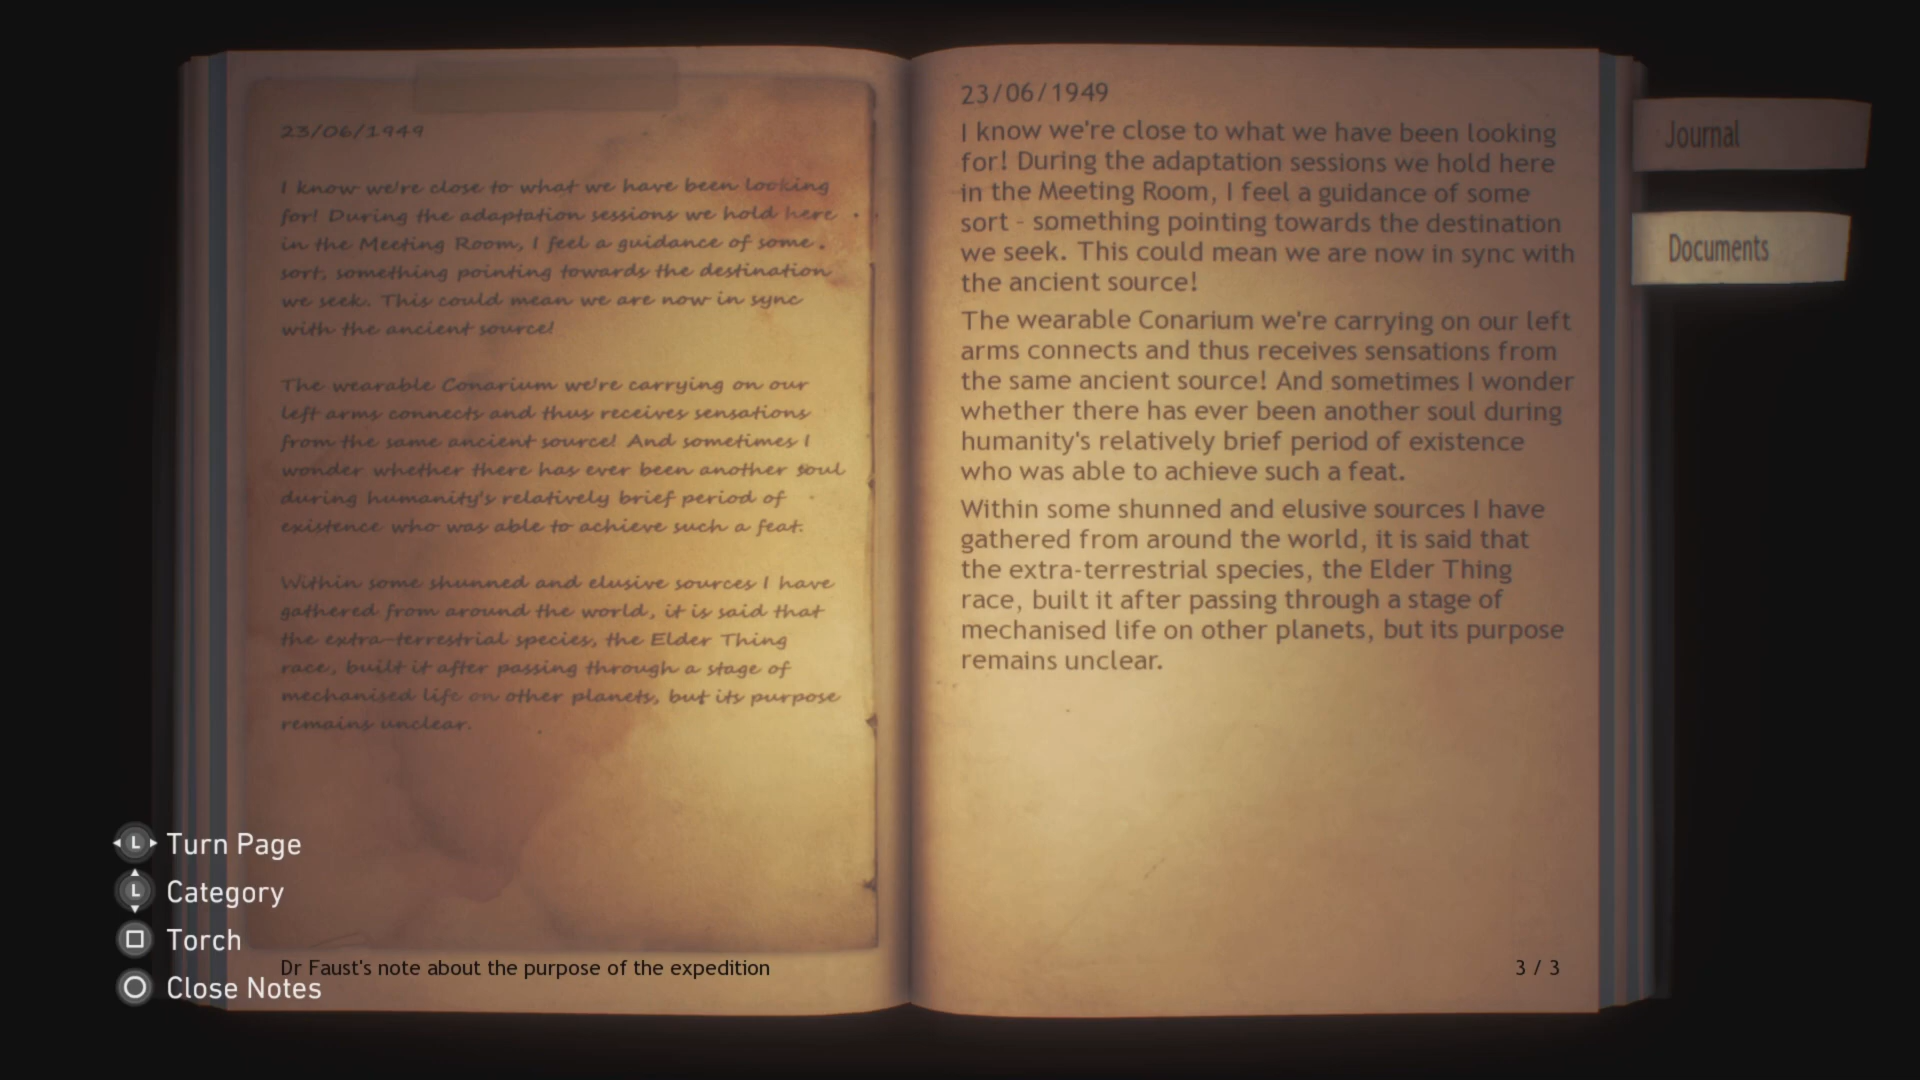 23/06/1949
I know we're close to what we have been looking
for! During the adaptation sessions we hold here
in the Meeting Room, I feel a guidance of some
sort, something pointing towards the destination
we seek. This could mean we are now in sync
with the ancient source!
The wearable Conarium we're carrying on our
left arms connects and thus receives sensations
from the same ancient source! And sometimes I
wonder whether there has ever been another soul
during humanity's relatively brief period of
existence who was able to achieve such a feat.
Within some shunned and elusive sources I have
gathered from around the world, it is said that
the extra-terrestrial species, the Elder Thing
race, built it after passing through a stage of
mechanised life on other planets, but its purpose
remains unclear.
Dr Faust's note about the purpose of the expedition
23/06/1949
I know we're close to what we have been looking
for! During the adaptation sessions we hold here
in the Meeting Room, I feel a guidance of some
sort - something pointing towards the destination
we seek. This could mean we are now in sync with
the ancient source!
The wearable Conarium we're carrying on our left
arms connects and thus receives sensations from
the same ancient source! And sometimes I wonder
whether there has ever been another soul during
humanity's relatively brief period of existence
who was able to achieve such a feat.
Within some shunned and elusive sources I have
gathered from around the world, it is said that
the extra-terrestrial species, the Elder Thing
race, built it after passing through a stage of
mechanised life on other planets, but its purpose
remains unclear.
3 / 3
Journal
Documents
L Turn Page
L Category
Torch
Close Notes